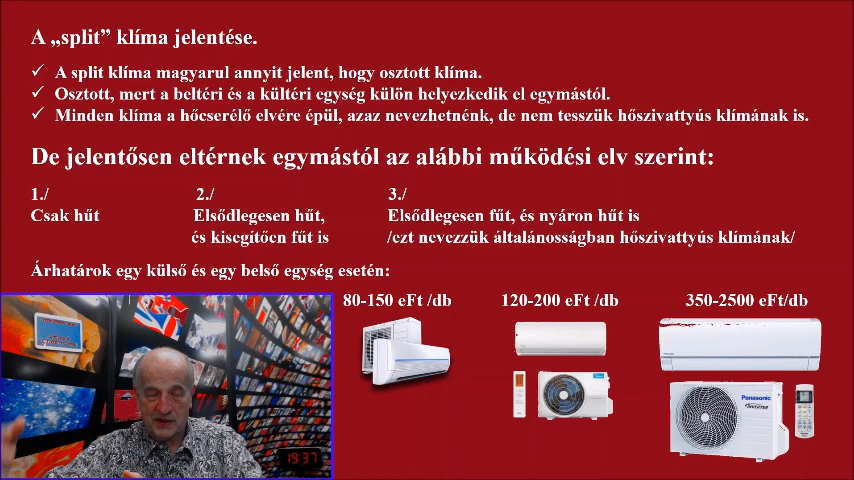 A „split” klíma jelentése.
✓ A split klíma magyarul annyit jelent, hogy osztott klíma.
✓ Osztott, mert a beltéri és a kültéri egység külön helyezkedik el egymástól.
✓ Minden klíma a hőcserélő elvére épül, azaz nevezhetnénk, de nem tesszük hőszivattyús klímának is.
De jelentősen eltérnek egymástól az alábbi működési elv szerint:
1./ 2./ 3./
Csak hűt Elsődlegesen hűt, Elsődlegesen fűt, és nyáron hűt is
és kisegítően fűt is /ezt nevezzük általánosságban hőszivattyús klímának/
Árhatárok egy külső és egy belső egység esetén:
80-150 eFt /db 120-200 eFt /db 350-2500 eFt/db
Panasonic
INVERTER
19:37